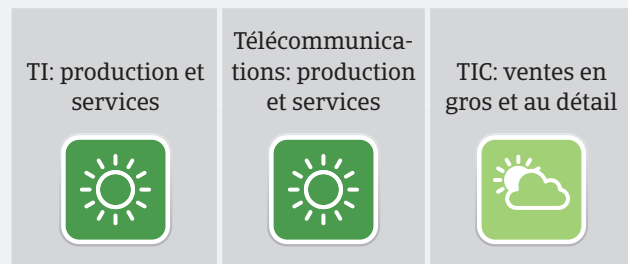 TI: production et
services
Télécommunica-
tions: production
et services
TIC: ventes en
gros et au détail